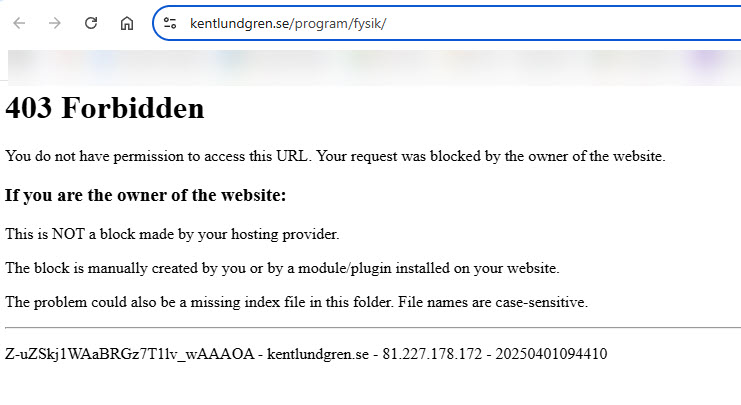 kentlundgren.se/program/fysik/
403 Forbidden
You do not have permission to access this URL. Your request was blocked by the owner of the website.
If you are the owner of the website:
This is NOT a block made by your hosting provider.
The block is manually created by you or by a module/plugin installed on your website.
The problem could also be a missing index file in this folder. File names are case-sensitive.
Z-uZSkj1WAaBRGz7T1lv_wAAAOA - kentlundgren.se - 81.227.178.172 - 20250401094410